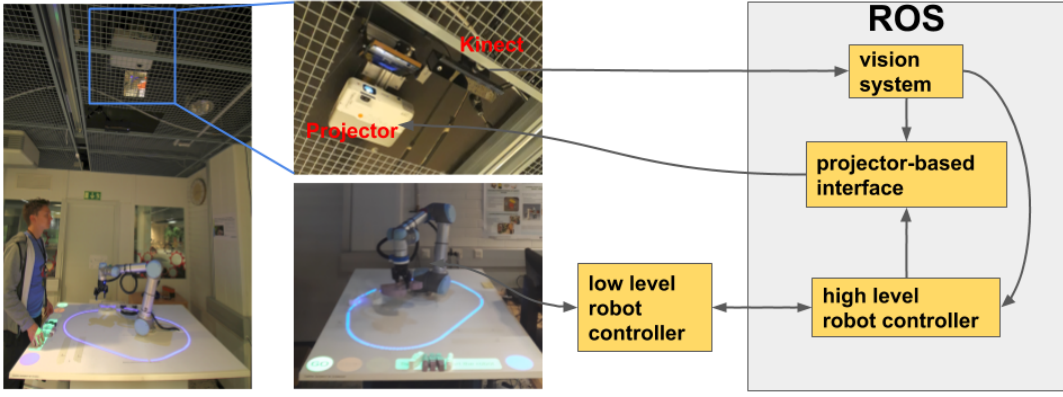 ROS
Kinect
vision
system
Projector
projector-based
interface
low level
robot
controller
high level
robot controller